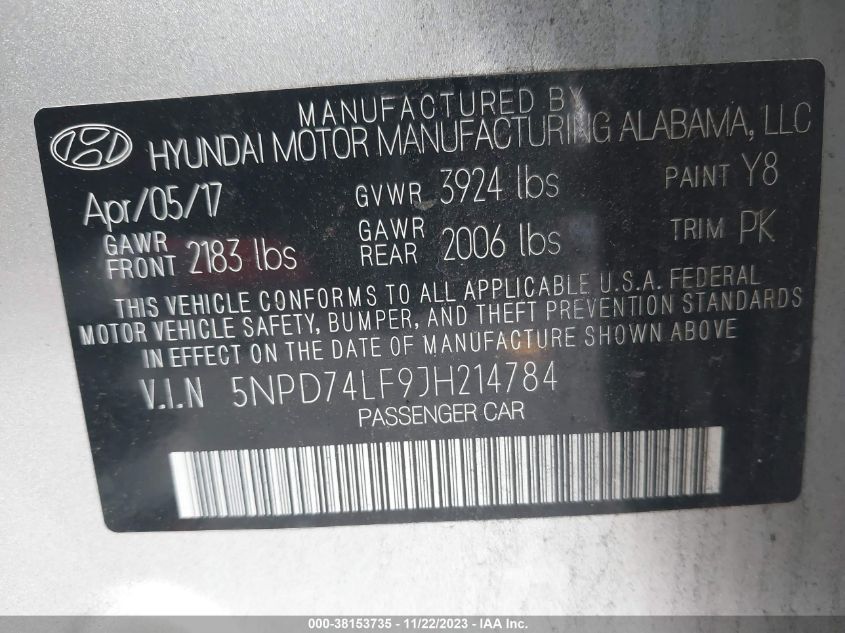 MANUFACTURED BY
HYUNDAI MOTOR MANUFACTURING ALABAMA, LLC
Apr/05/17 GVWR 3924 lbs PAINT Y8
GAWR FRONT 2183 lbs GAWR REAR 2006 lbs TRIM PK
THIS VEHICLE CONFORMS TO ALL APPLICABLE U.S.A. FEDERAL
MOTOR VEHICLE SAFETY, BUMPER, AND THEFT PREVENTION STANDARDS
IN EFFECT ON THE DATE OF MANUFACTURE SHOWN ABOVE
V.I.N 5NPD74LF9JH214784
PASSENGER CAR
000-38153735 - 11/22/2023 - IAAI.com